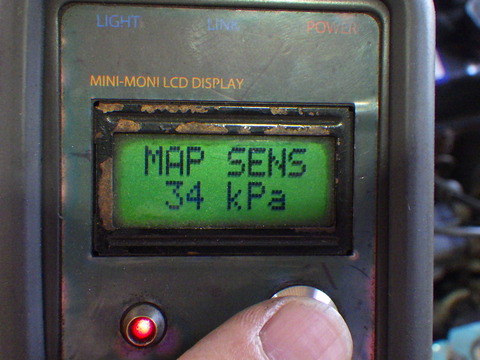 LIGHT LINK POWER
MINI-MONI LCD DISPLAY
MAP SENS
34 kPa